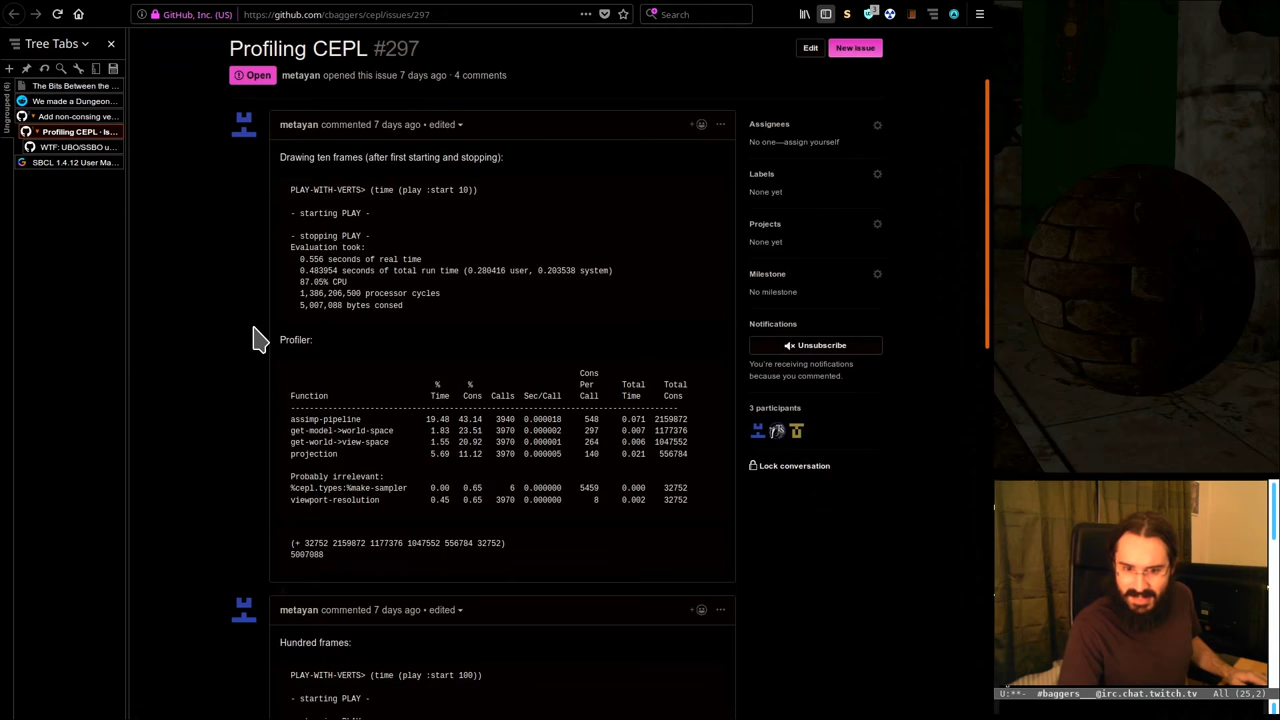 GitHub, Inc. (US)
https://github.com/cbaggers/cepl/issues/297
Search
S
3
Tree Tabs
Ungrouped (6)
The Bits Between the ...
We made a Dungeon...
Add non-consing ve...
Profiling CEPL · Is...
WTF: UBO/SSBO u...
SBCL 1.4.12 User Ma...
Profiling CEPL #297
Edit
New issue
Open
metayan opened this issue 7 days ago · 4 comments
metayan commented 7 days ago • edited
Drawing ten frames (after first starting and stopping):
PLAY-WITH-VERTS> (time (play :start 10))
- starting PLAY -
- stopping PLAY -
Evaluation took:
0.556 seconds of real time
0.483954 seconds of total run time (0.280416 user, 0.203538 system)
87.05% CPU
1,386,206,500 processor cycles
5,007,088 bytes consed
Profiler:
Cons
% % Per Total Total
Function Time Cons Calls Sec/Call Call Time Cons
------------------------------------------------------------------------------------
assimp-pipeline 19.48 43.14 3940 0.000018 548 0.071 2159872
get-model->world-space 1.83 23.51 3970 0.000002 297 0.007 1177376
get-world->view-space 1.55 20.92 3970 0.000001 264 0.006 1047552
projection 5.69 11.12 3970 0.000005 140 0.021 556784
Probably irrelevant:
%cepl.types:%make-sampler 0.00 0.65 6 0.000000 5459 0.000 32752
viewport-resolution 0.45 0.65 3970 0.000000 8 0.002 32752
(+ 32752 2159872 1177376 1047552 556784 32752)
5007088
metayan commented 7 days ago • edited
Hundred frames:
PLAY-WITH-VERTS> (time (play :start 100))
- starting PLAY -
Assignees
No one—assign yourself
Labels
None yet
Projects
None yet
Milestone
No milestone
Notifications
Unsubscribe
You're receiving notifications
because you commented.
3 participants
Lock conversation
U:**- #baggers___@irc.chat.twitch.tv All (25,2)